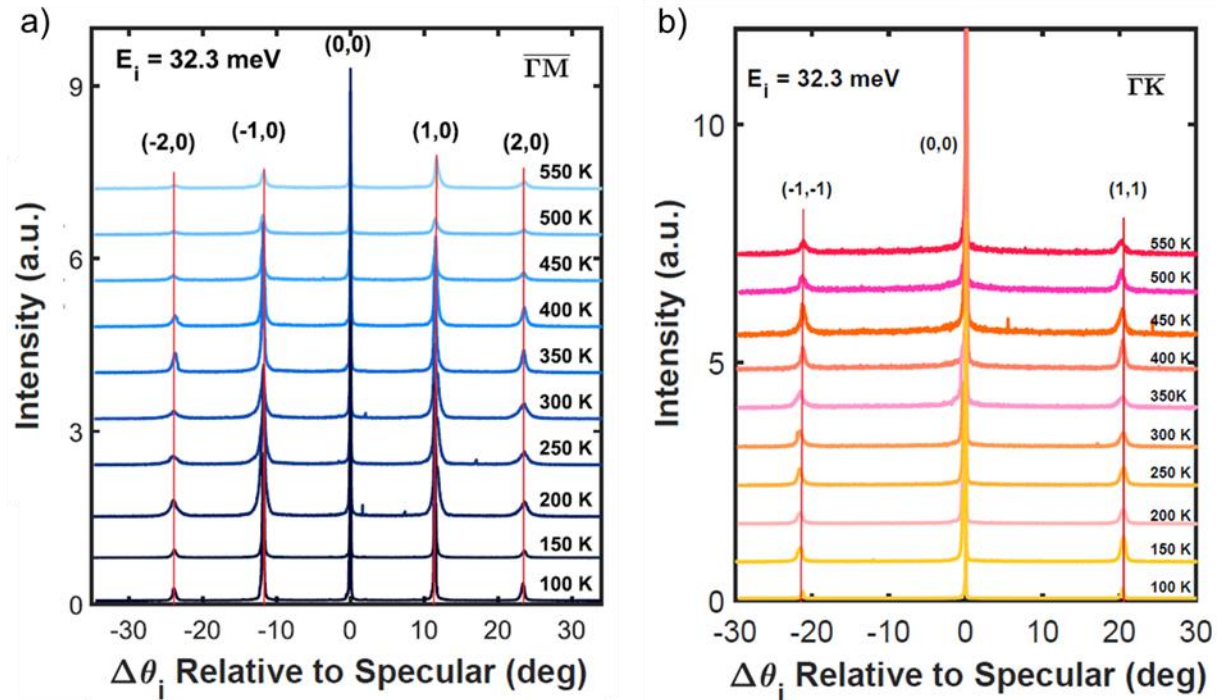 a)
E_i = 32.3 meV
(0,0)
ΓM
(-2,0)
(-1,0)
(1,0)
(2,0)
550 K
500 K
450 K
400 K
350 K
300 K
250 K
200 K
150 K
100 K
9
6
3
0
Intensity (a.u.)
-30
-20
-10
0
10
20
30
Δθ_i Relative to Specular (deg)
b)
E_i = 32.3 meV
ΓK
(0,0)
(-1,-1)
(1,1)
550 K
500 K
450 K
400 K
350K
300 K
250 K
200 K
150 K
100 K
10
5
0
Intensity (a.u.)
-30
-20
-10
0
10
20
30
Δθ_i Relative to Specular (deg)